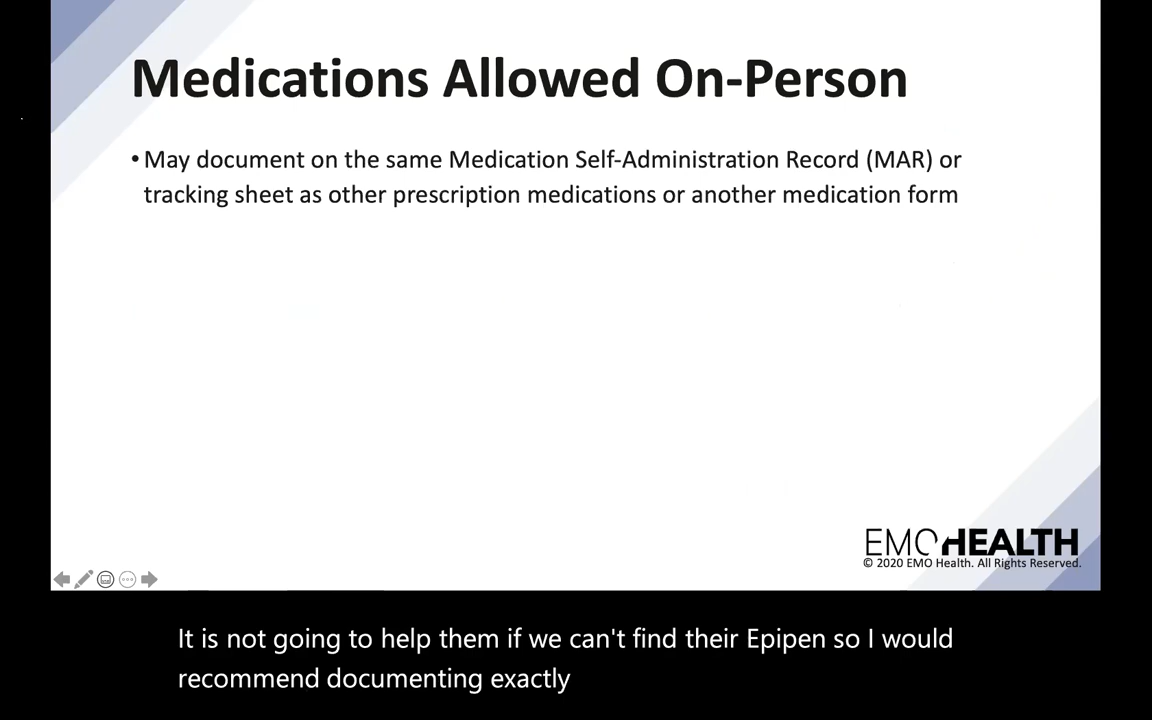 Medications Allowed On-Person
• May document on the same Medication Self-Administration Record (MAR) or
tracking sheet as other prescription medications or another medication form
EMOHEALTH
© 2020 EMO Health. All Rights Reserved.
It is not going to help them if we can't find their Epipen so I would
recommend documenting exactly